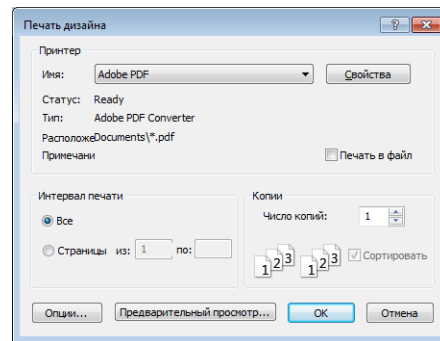 Печать дизайна
Принтер
Имя: Adobe PDF Свойства
Статус: Ready
Тип: Adobe PDF Converter
РасположеDocuments\*.pdf
Примечани Печать в файл
Интервал печати Копии
Все Число копий: 1
Страницы из: 1 по:
1 2 3 1 2 3 Сортировать
Опции... Предварительный просмотр... OK Отмена